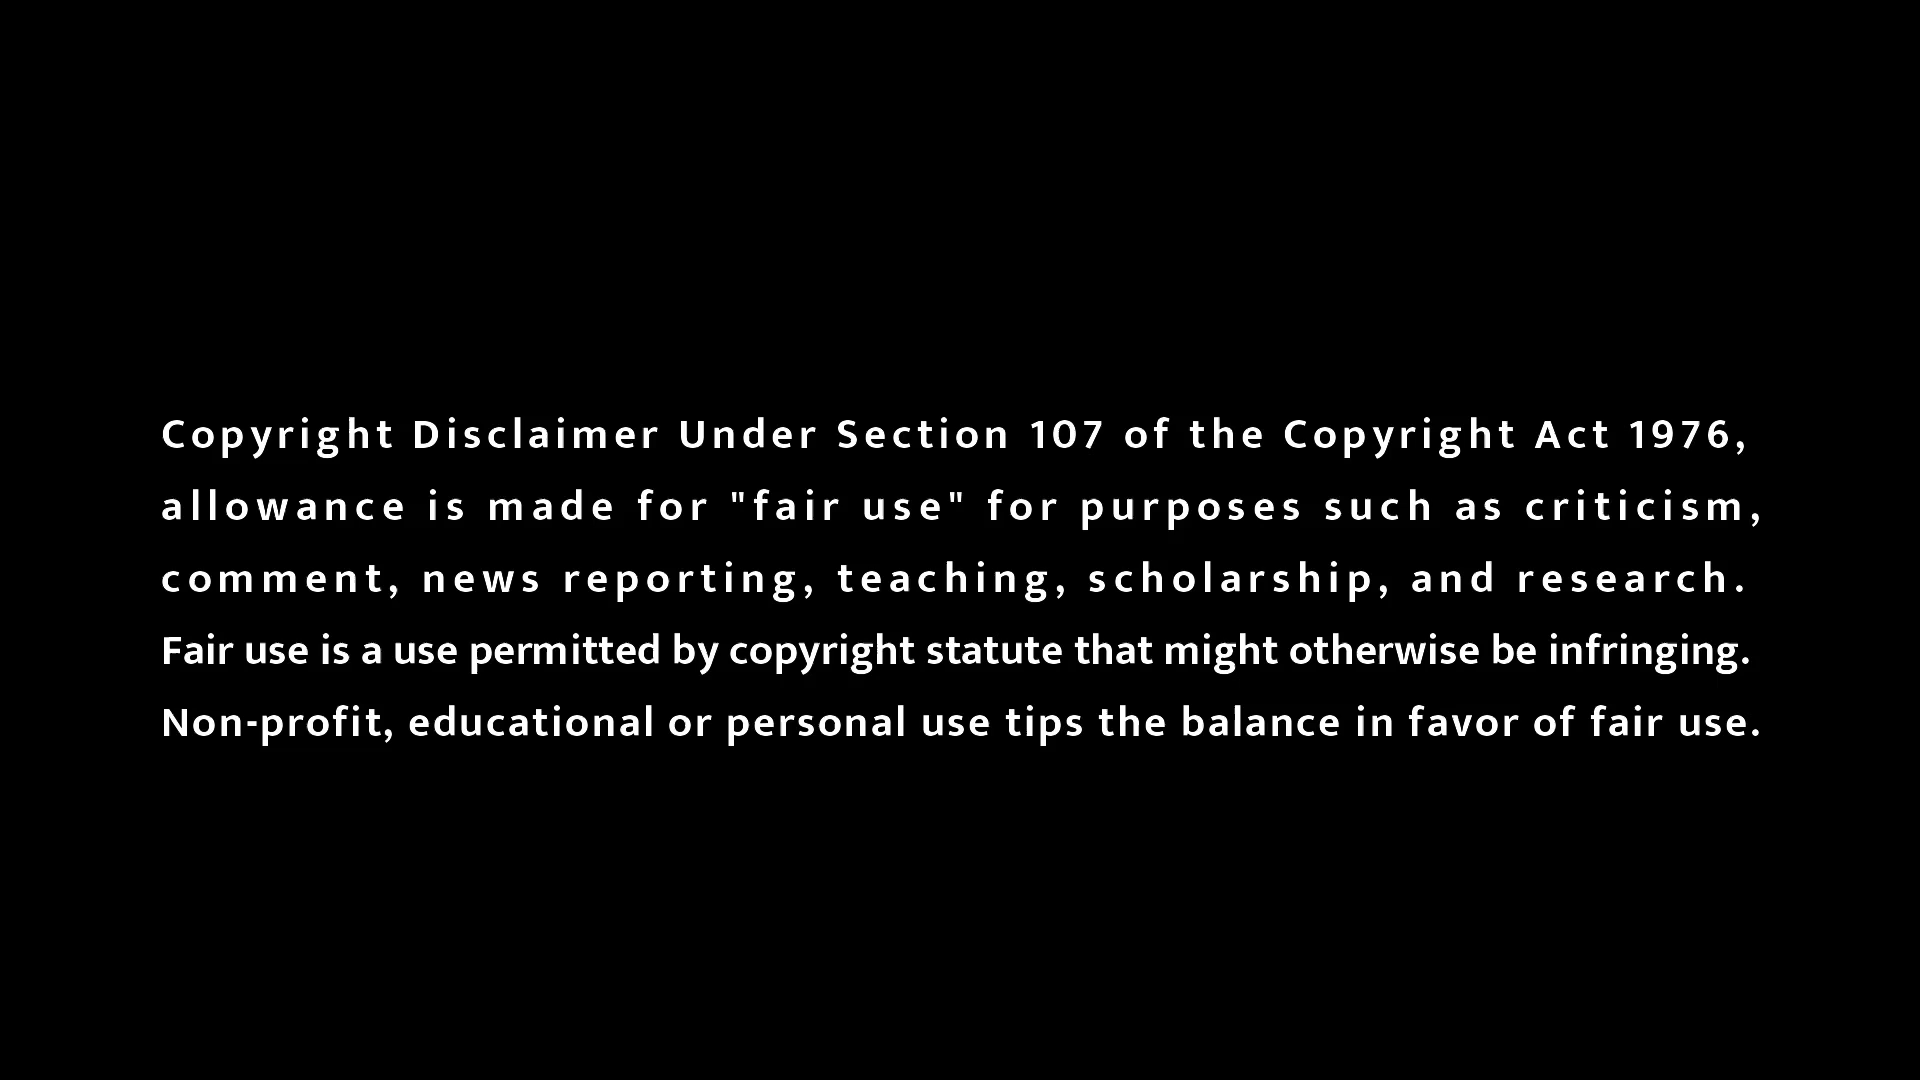 Copyright Disclaimer Under Section 107 of the Copyright Act 1976,
allowance is made for "fair use" for purposes such as criticism,
comment, news reporting, teaching, scholarship, and research.
Fair use is a use permitted by copyright statute that might otherwise be infringing.
Non-profit, educational or personal use tips the balance in favor of fair use.